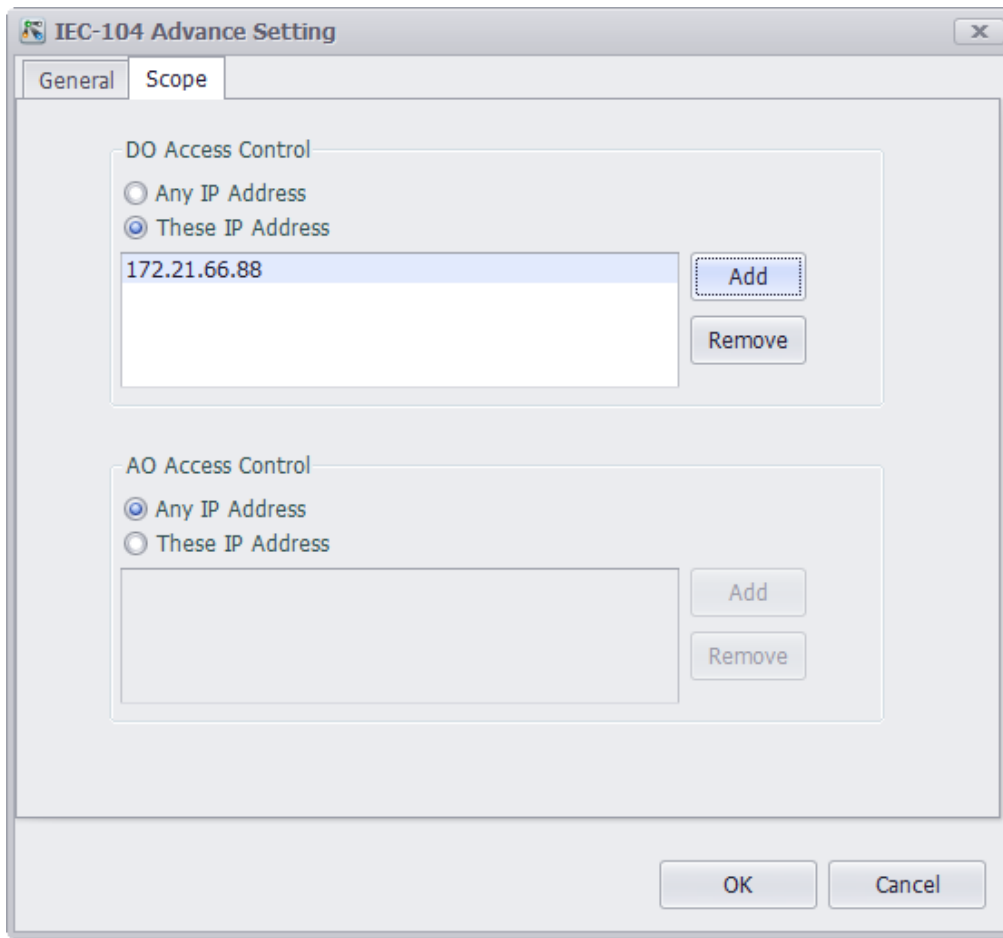 IEC-104 Advance Setting
General Scope
DO Access Control
Any IP Address
These IP Address
172.21.66.88
Add
Remove
AO Access Control
Any IP Address
These IP Address
Add
Remove
OK Cancel